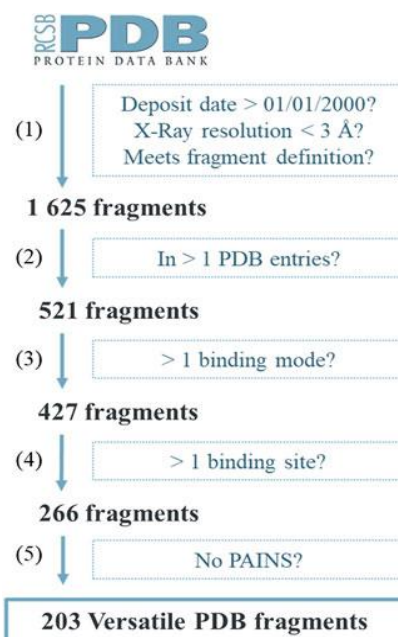 RCSB PDB
PROTEIN DATA BANK
(1)
Deposit date > 01/01/2000?
X-Ray resolution < 3 Å?
Meets fragment definition?
1 625 fragments
(2)
In > 1 PDB entries?
521 fragments
(3)
> 1 binding mode?
427 fragments
(4)
> 1 binding site?
266 fragments
(5)
No PAINS?
203 Versatile PDB fragments